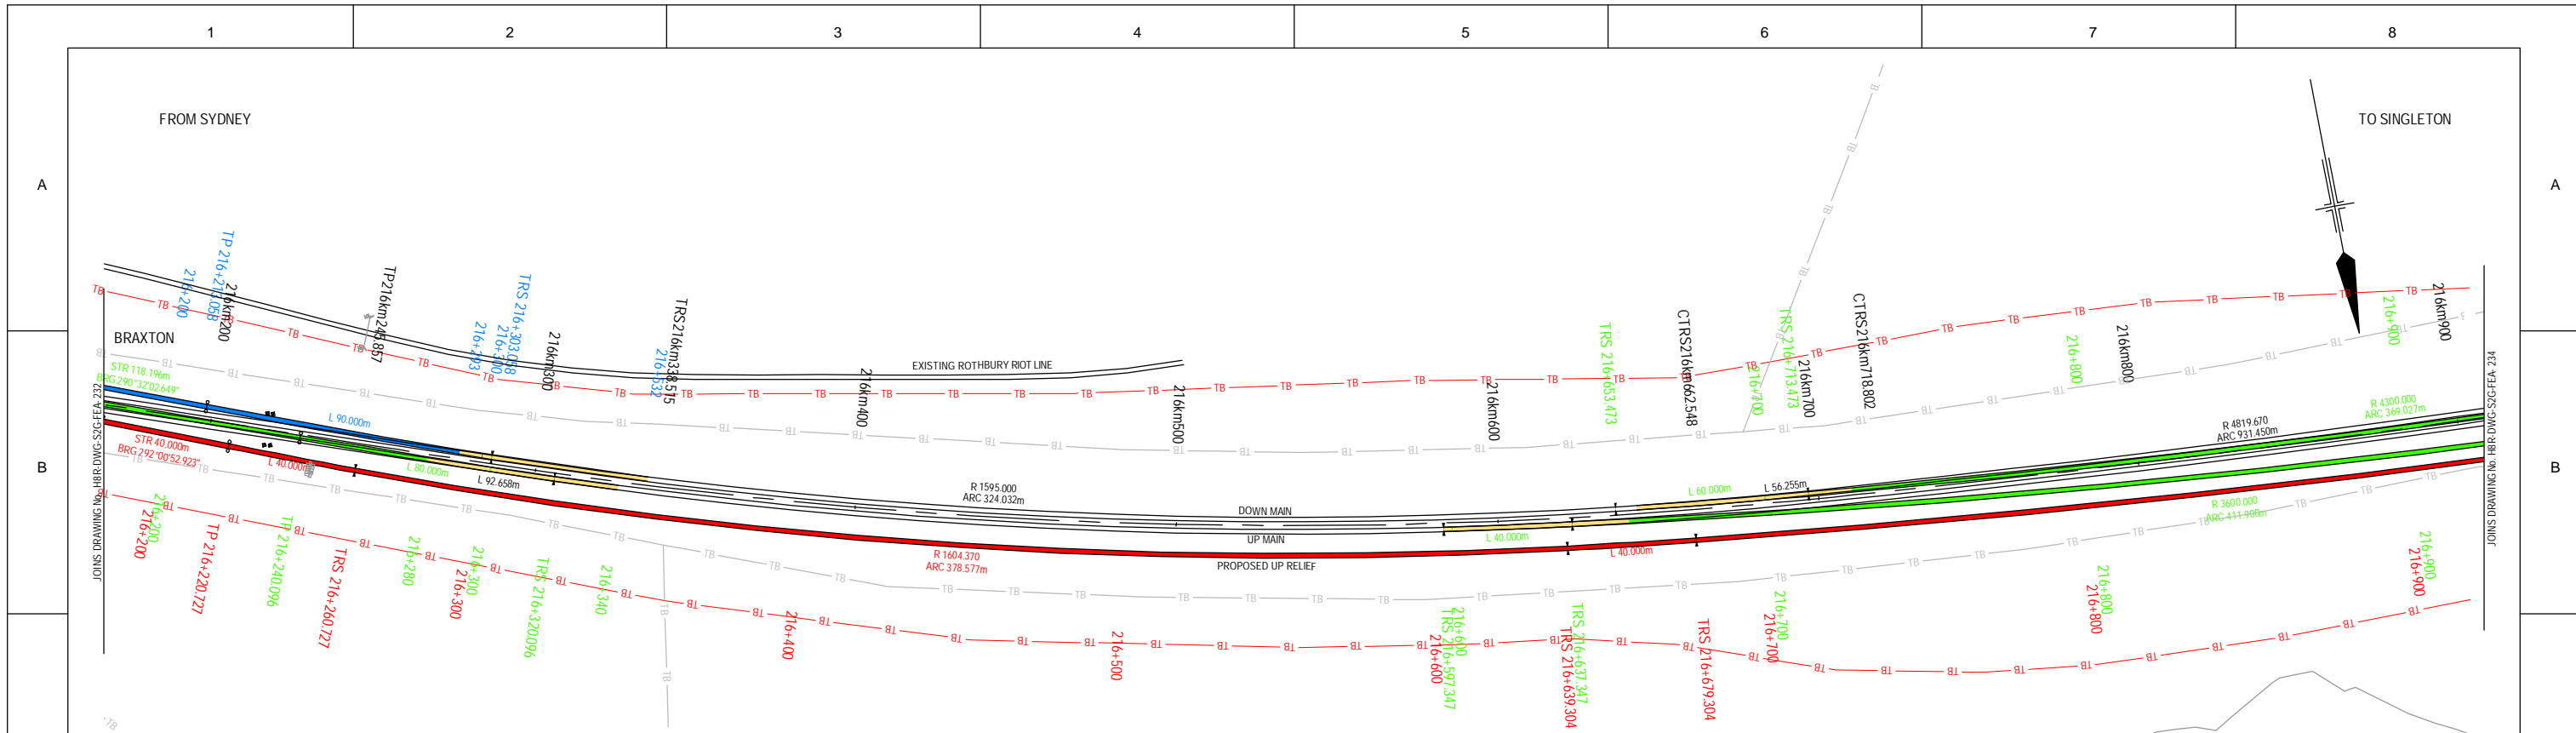 1 2 3 4 5 6 7 8
A
A
B
B
FROM SYDNEY
TO SINGLETON
BRAXTON
216+200
TP 216+213.058
216km200
TP216km245.857
216+293
216+300
TRS 216+303.058
216km300
216+332
TRS216km338.515
216km400
EXISTING ROTHBURY RIOT LINE
216km500
216km600
TRS 216+653.473
CTRS216km662.548
216+700
TRS 216+713.473
216km700
CTRS216km718.802
216+800
216km800
216+900
216km900
JOINS DRAWING No. H8R-DWG-S2G-FEA-232
JOINS DRAWING No. H8R-DWG-S2G-FEA-234
STR 118.196m
BRG 290°32'02.649"
L 90.000m
STR 40.000m
BRG 292°00'52.923"
L 40.000m
L 80.000m
L 92.658m
R 1595.000
ARC 324.032m
DOWN MAIN
UP MAIN
PROPOSED UP RELIEF
R 1604.370
ARC 378.577m
L 40.000m
L 40.000m
L 60.000m
L 56.255m
R 4819.670
ARC 931.450m
R 4300.000
ARC 369.027m
R 3600.000
ARC 411.900m
216+200
216+200
TP 216+220.727
TP 216+240.096
TRS 216+260.727
216+280
216+300
216+300
TRS 216+320.096
216+340
216+400
216+500
216+600
216+600
TRS 216+597.347
TRS 216+639.304
TRS 216+637.347
TRS 216+679.304
216+700
216+700
216+800
216+800
216+900
216+900
TB